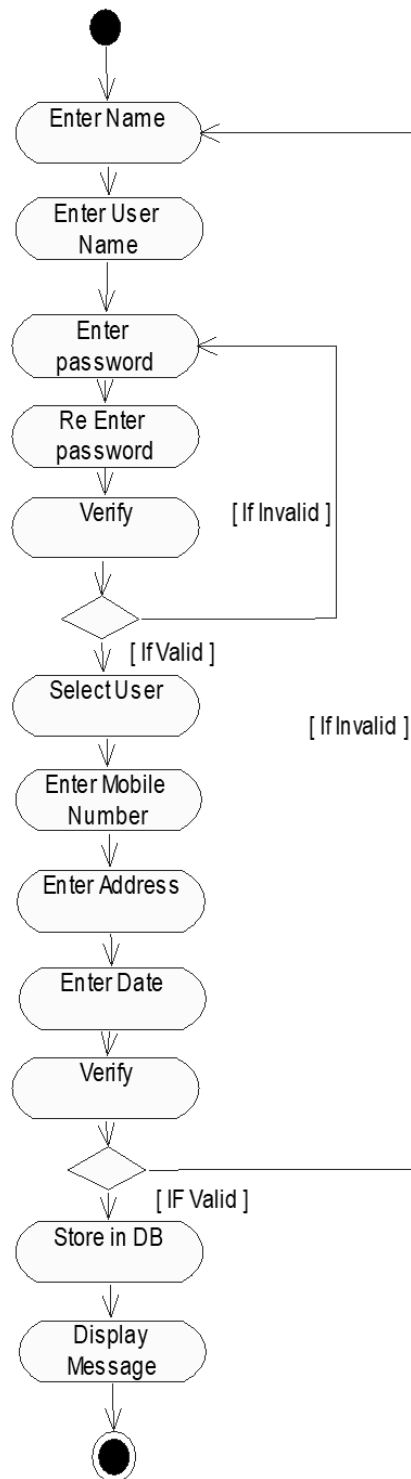 Enter Name
Enter User
Name
Enter
password
Re Enter
password
Verify
[ If Invalid ]
[ If Valid ]
Select User
[ If Invalid ]
Enter Mobile
Number
Enter Address
Enter Date
Verify
[ IF Valid ]
Store in DB
Display
Message